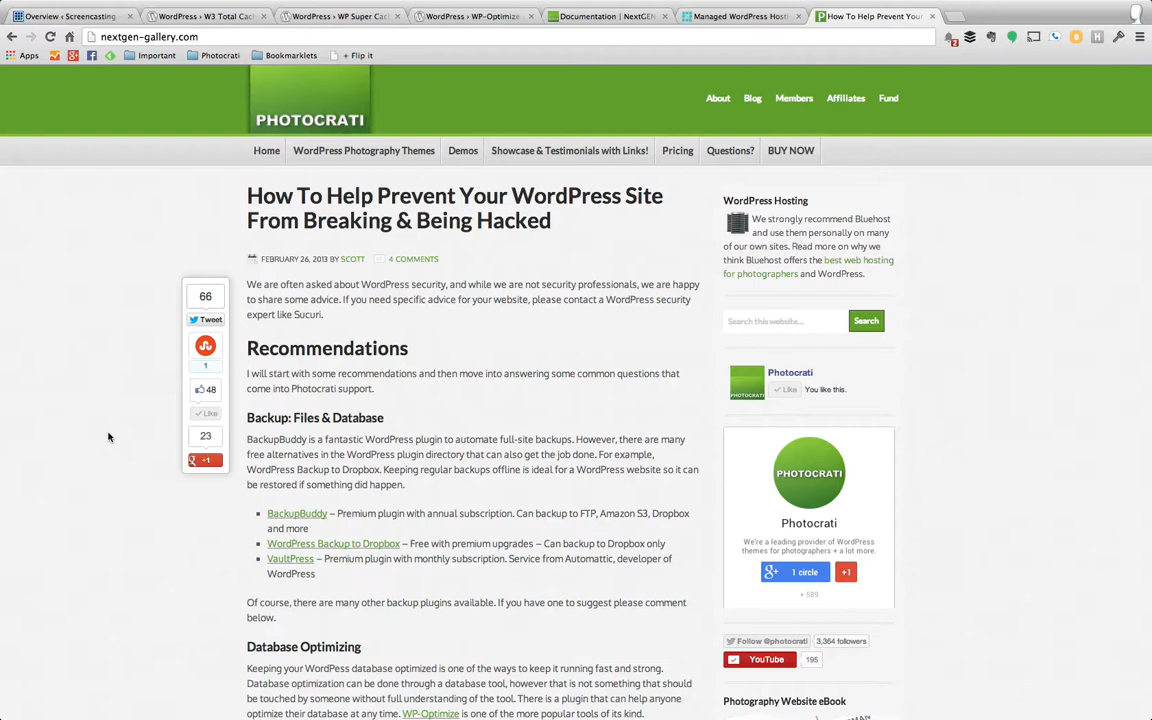 Overview ‹ Screencasting
WordPress › W3 Total Cac
WordPress › WP Super Cac
WordPress › WP-Optimize
Documentation | NextGEN
Managed WordPress Hostin
How To Help Prevent Your
nextgen-gallery.com
2
Apps
Important
Photocrati
Bookmarklets
+ Flip it
PHOTOCRATI
About
Blog
Members
Affiliates
Fund
Home
WordPress Photography Themes
Demos
Showcase & Testimonials with Links!
Pricing
Questions?
BUY NOW
How To Help Prevent Your WordPress Site
From Breaking & Being Hacked
FEBRUARY 26, 2013 BY SCOTT
4 COMMENTS
We are often asked about WordPress security, and while we are not security professionals, we are happy
to share some advice. If you need specific advice for your website, please contact a WordPress security
expert like Sucuri.
Recommendations
I will start with some recommendations and then move into answering some common questions that
come into Photocrati support.
Backup: Files & Database
BackupBuddy is a fantastic WordPress plugin to automate full-site backups. However, there are many
free alternatives in the WordPress plugin directory that can also get the job done. For example,
WordPress Backup to Dropbox. Keeping regular backups offline is ideal for a WordPress website so it can
be restored if something did happen.
BackupBuddy – Premium plugin with annual subscription. Can backup to FTP, Amazon S3, Dropbox
and more
WordPress Backup to Dropbox – Free with premium upgrades – Can backup to Dropbox only
VaultPress – Premium plugin with monthly subscription. Service from Automattic, developer of
WordPress
Of course, there are many other backup plugins available. If you have one to suggest please comment
below.
Database Optimizing
Keeping your WordPess database optimized is one of the ways to keep it running fast and strong.
Database optimization can be done through a database tool, however that is not something that should
be touched by someone without full understanding of the tool. There is a plugin that can help anyone
optimize their database at any time. WP-Optimize is one of the more popular tools of its kind.
66
Tweet
1
48
Like
23
+1
WordPress Hosting
We strongly recommend Bluehost
and use them personally on many
of our own sites. Read more on why we
think Bluehost offers the best web hosting
for photographers and WordPress.
Search this website...
Search
Photocrati
Like
You like this.
PHOTOCRATI
Photocrati
We're a leading provider of WordPress
themes for photographers + a lot more.
1 circle
+1
+ 589
Follow @photocrati
3,364 followers
YouTube
195
Photography Website eBook